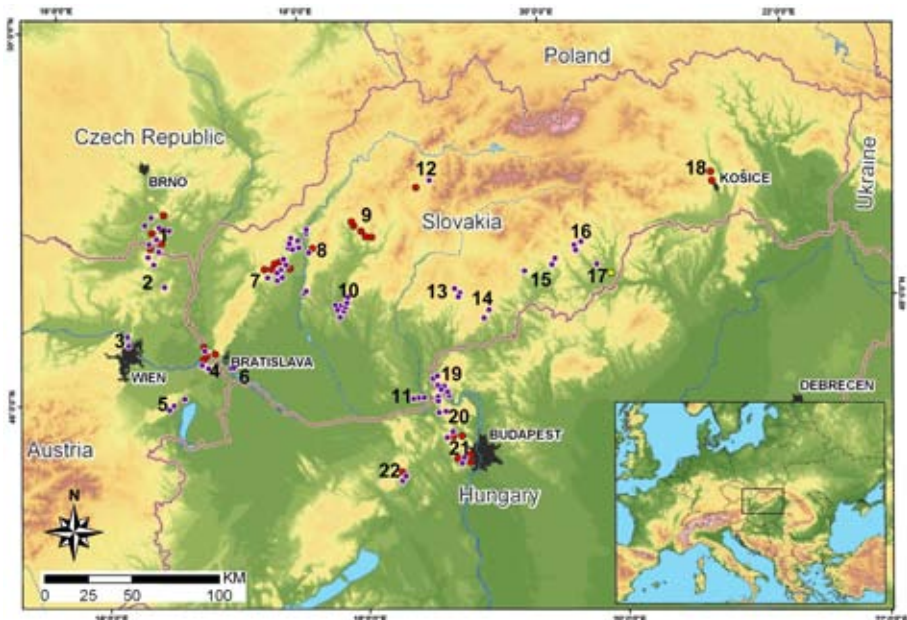 Poland
Czech Republic
BRNO
Ukraine
12
18
KOŠICE
9
Slovakia
1
8
16
7
17
2
15
10
13
14
3
BRATISLAVA
4
6
WIEN
19
DEBRECEN
5
11
20
BUDAPEST
Austria
21
22
Hungary
N
KM
0 25 50 100